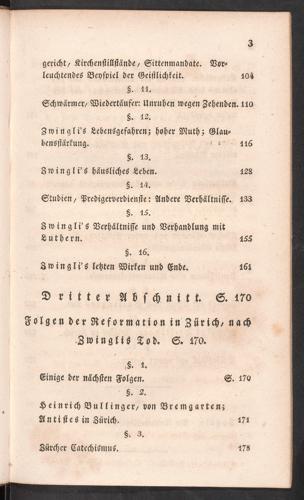 3
gericht, Kirchenstillstände, Sittenmandate. Vor-
leuchtendes Beyspiel der Geistlichkeit. 104
§. 11.
Schwärmer, Wiedertäufer: Unruhen wegen Zehenden. 110
§. 12.
Zwingli's Lebensgefahren; hoher Muth; Glau-
bensstärkung. 116
§. 13.
Zwingli's häusliches Leben. 128
§. 14.
Studien, Predigerverdienste: Andere Verhältnisse. 133
§. 15.
Zwingli's Verhältnisse und Verhandlung mit
Luthern. 155
§. 16.
Zwingli's letzten Wirken und Ende. 161
Dritter Abschnitt. S. 170
Folgen der Reformation in Zürich, nach
Zwinglis Tod. S. 170.
§. 1.
Einige der nächsten Folgen. S. 170
§. 2.
Heinrich Bullinger, von Bremgarten;
Antistes in Zürich. 171
§. 3.
Zürcher Catechismus. 178